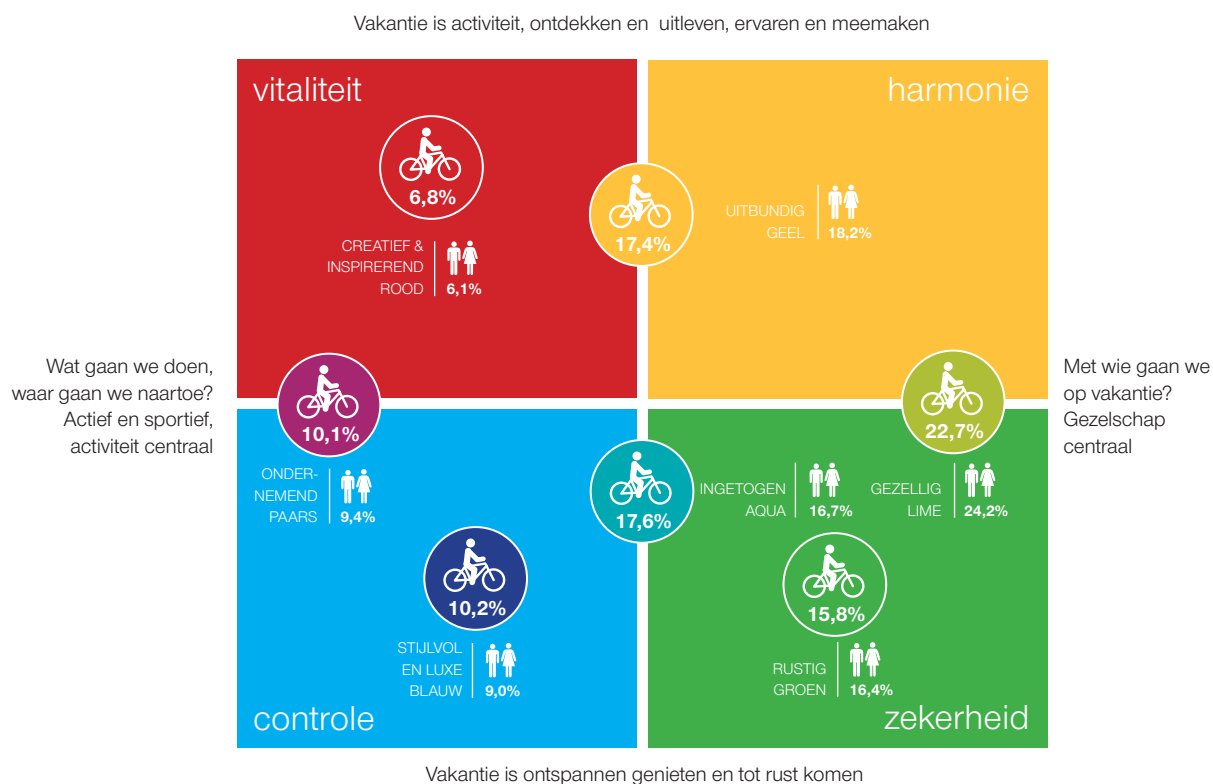 Vakantie is activiteit, ontdekken en uitleven, ervaren en meemaken
vitaliteit
harmonie
6,8%
CREATIEF &
INSPIREREND
ROOD
6,1%
17,4%
UITBUNDIG
GEEL
18,2%
Wat gaan we doen,
waar gaan we naartoe?
Actief en sportief,
activiteit centraal
Met wie gaan we
op vakantie?
Gezelschap
centraal
10,1%
ONDER-
NEMEND
PAARS
9,4%
22,7%
GEZELLIG
LIME
24,2%
17,6%
INGETOGEN
AQUA
16,7%
10,2%
STIJLVOL
EN LUXE
BLAUW
9,0%
15,8%
RUSTIG
GROEN
16,4%
controle
zekerheid
Vakantie is ontspannen genieten en tot rust komen